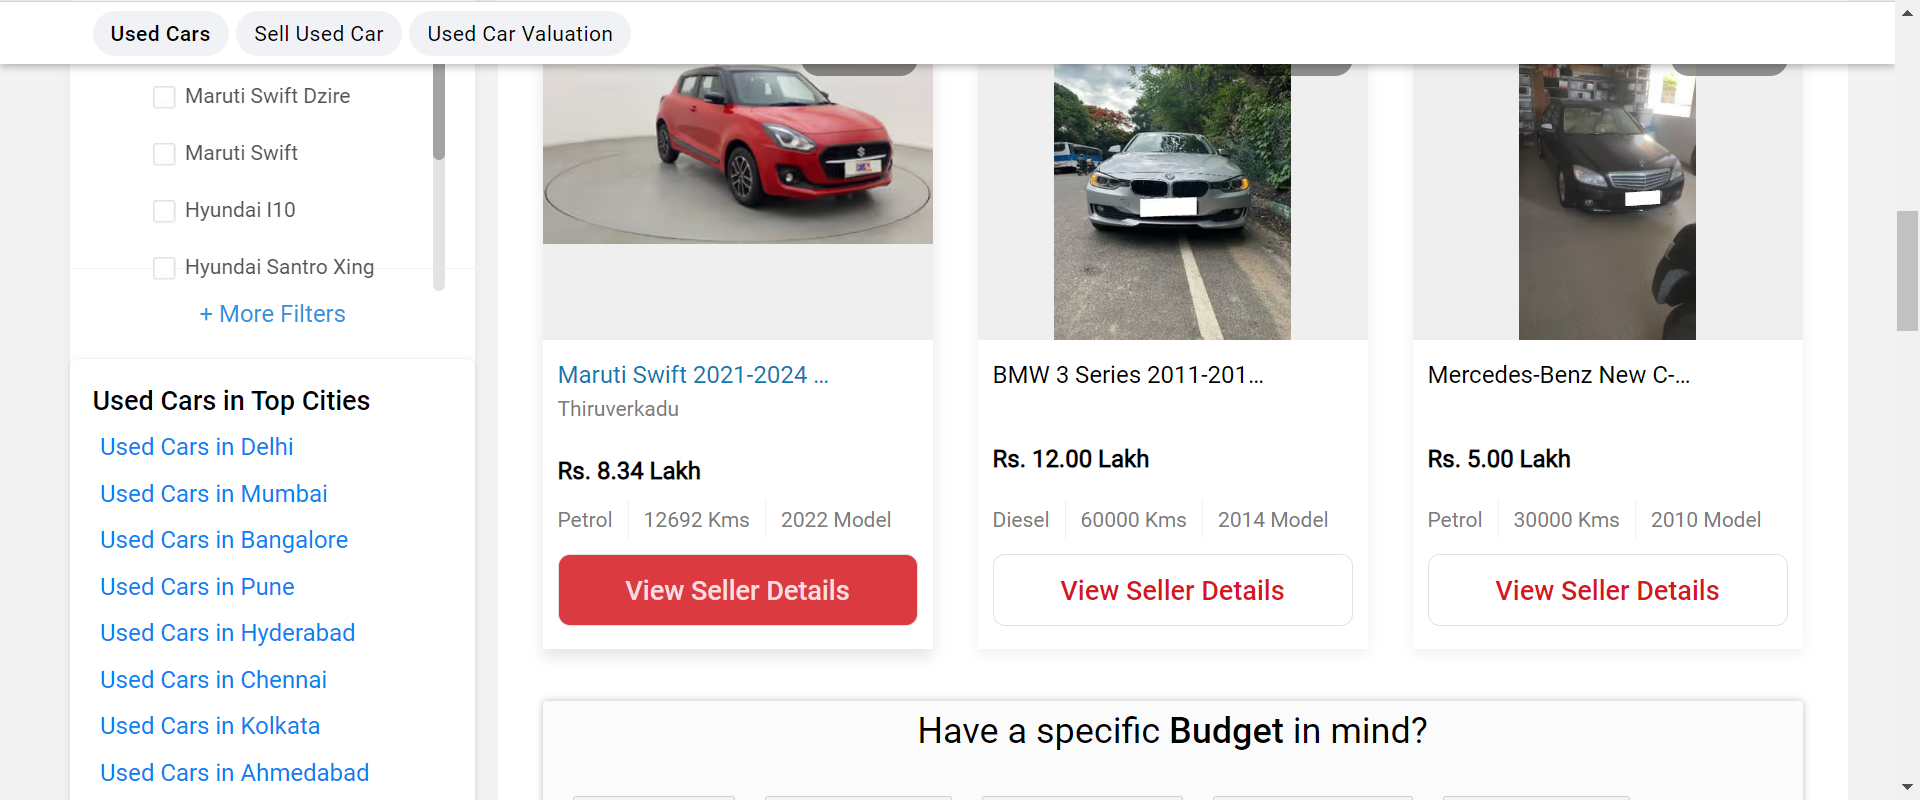 Used Cars
Sell Used Car
Used Car Valuation
Maruti Swift Dzire
Maruti Swift
Hyundai I10
Hyundai Santro Xing
+ More Filters
Used Cars in Top Cities
Used Cars in Delhi
Used Cars in Mumbai
Used Cars in Bangalore
Used Cars in Pune
Used Cars in Hyderabad
Used Cars in Chennai
Used Cars in Kolkata
Used Cars in Ahmedabad
Maruti Swift 2021-2024 ...
Thiruverkadu
Rs. 8.34 Lakh
Petrol
12692 Kms
2022 Model
View Seller Details
BMW 3 Series 2011-201...
Rs. 12.00 Lakh
Diesel
60000 Kms
2014 Model
View Seller Details
Mercedes-Benz New C-...
Rs. 5.00 Lakh
Petrol
30000 Kms
2010 Model
View Seller Details
Have a specific Budget in mind?